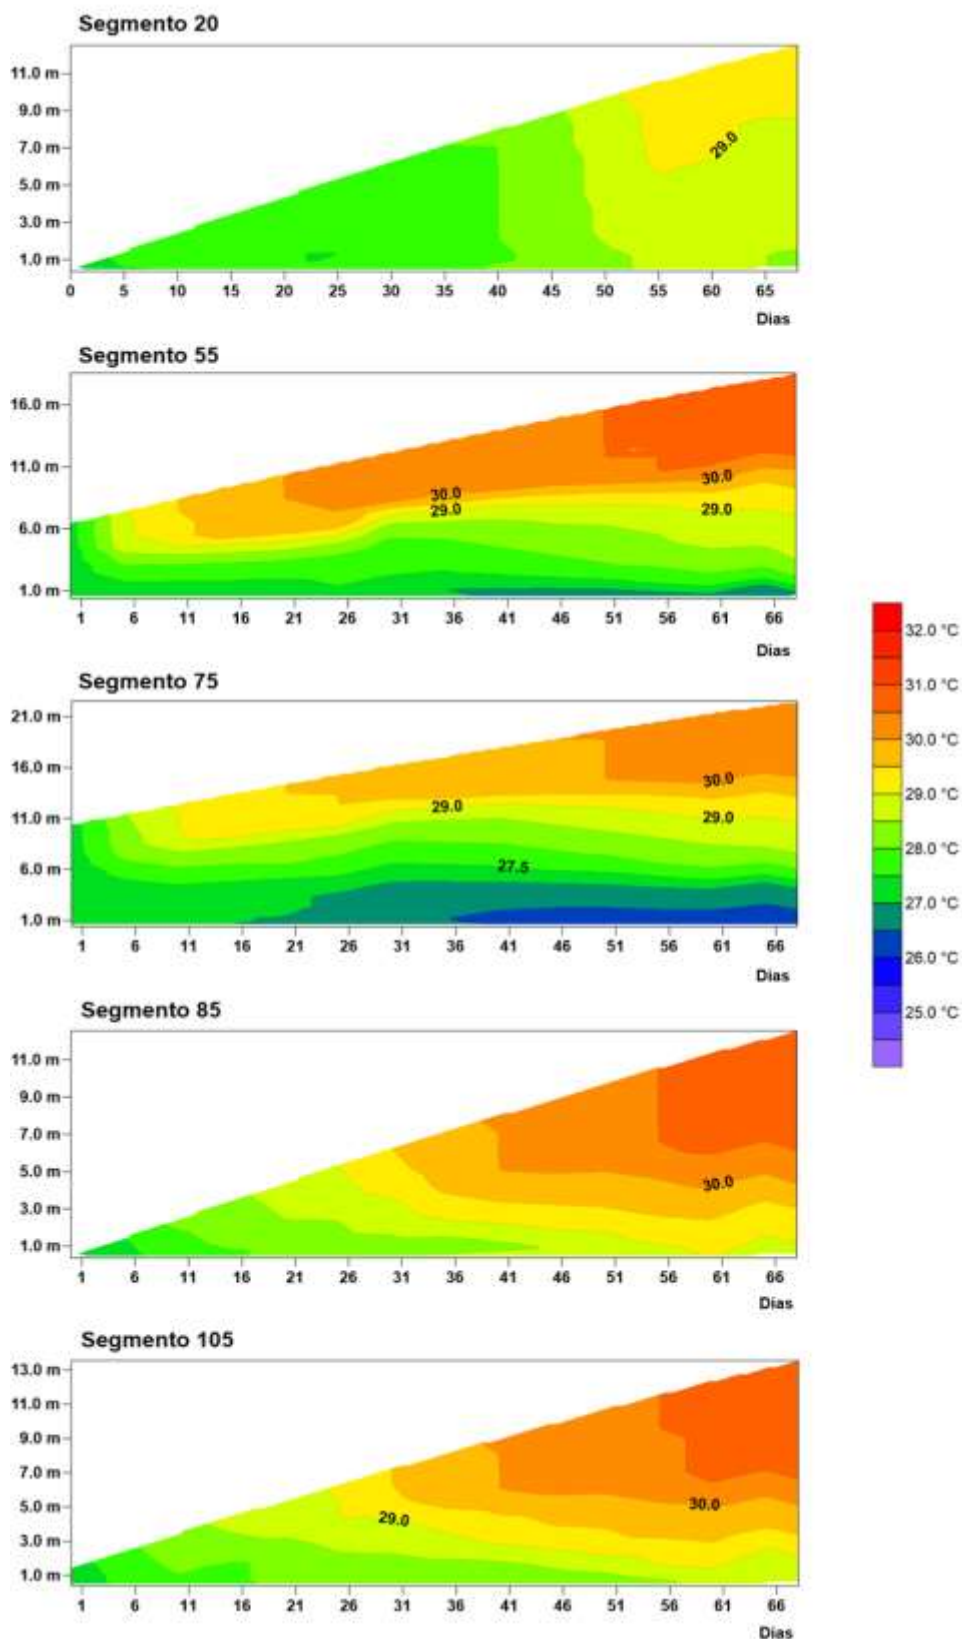 Segmento 20
11.0 m
9.0 m
7.0 m
5.0 m
3.0 m
1.0 m
29.0
0 5 10 15 20 25 30 35 40 45 50 55 60 65
Dias
Segmento 55
16.0 m
11.0 m
6.0 m
1.0 m
30.0 30.0
29.0 29.0
1 6 11 16 21 26 31 36 41 46 51 56 61 66
Dias
Segmento 75
21.0 m
16.0 m
11.0 m
6.0 m
1.0 m
30.0
29.0 29.0
27.5
1 6 11 16 21 26 31 36 41 46 51 56 61 66
Dias
Segmento 85
11.0 m
9.0 m
7.0 m
5.0 m
3.0 m
1.0 m
30.0
1 6 11 16 21 26 31 36 41 46 51 56 61 66
Dias
Segmento 105
13.0 m
11.0 m
9.0 m
7.0 m
5.0 m
3.0 m
1.0 m
30.0
29.0
1 6 11 16 21 26 31 36 41 46 51 56 61 66
Dias
32.0 °C
31.0 °C
30.0 °C
29.0 °C
28.0 °C
27.0 °C
26.0 °C
25.0 °C